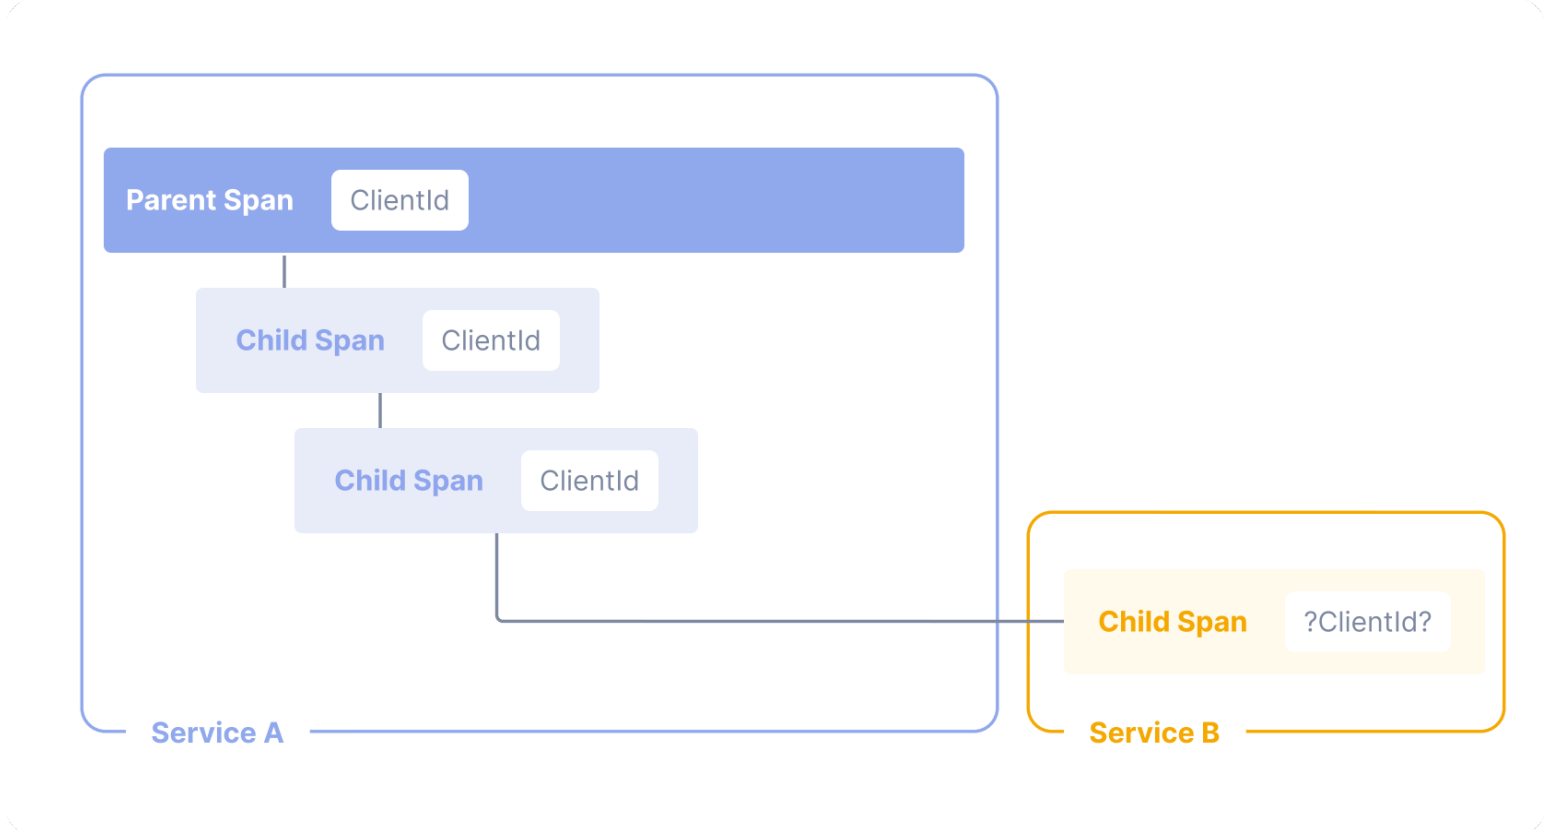 Parent Span ClientId
Child Span ClientId
Child Span ClientId
Child Span ?ClientId?
Service A
Service B